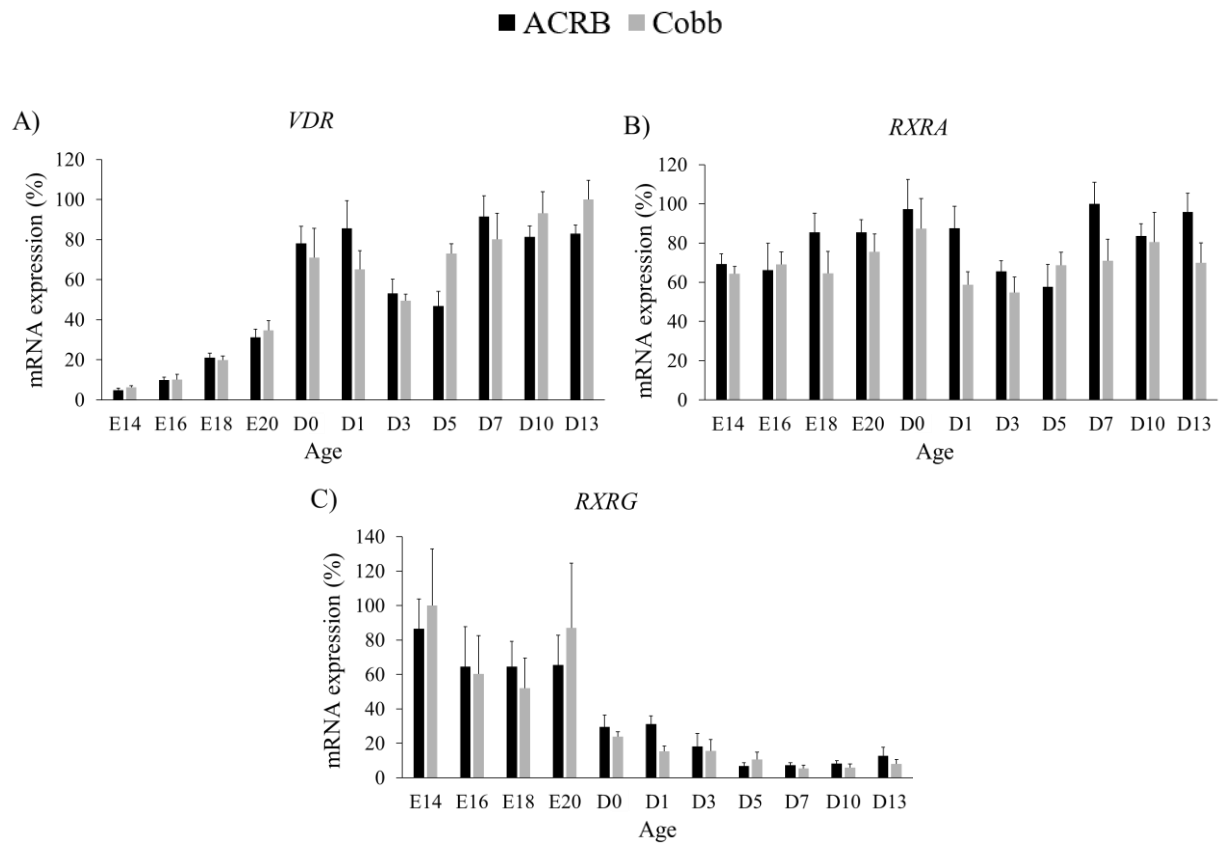 ■ ACRB ■ Cobb
A)
VDR
mRNA expression (%)
120
100
80
60
40
20
0
E14 E16 E18 E20 D0 D1 D3 D5 D7 D10 D13
Age
B)
RXRA
mRNA expression (%)
120
100
80
60
40
20
0
E14 E16 E18 E20 D0 D1 D3 D5 D7 D10 D13
Age
C)
RXRG
mRNA expression (%)
140
120
100
80
60
40
20
0
E14 E16 E18 E20 D0 D1 D3 D5 D7 D10 D13
Age